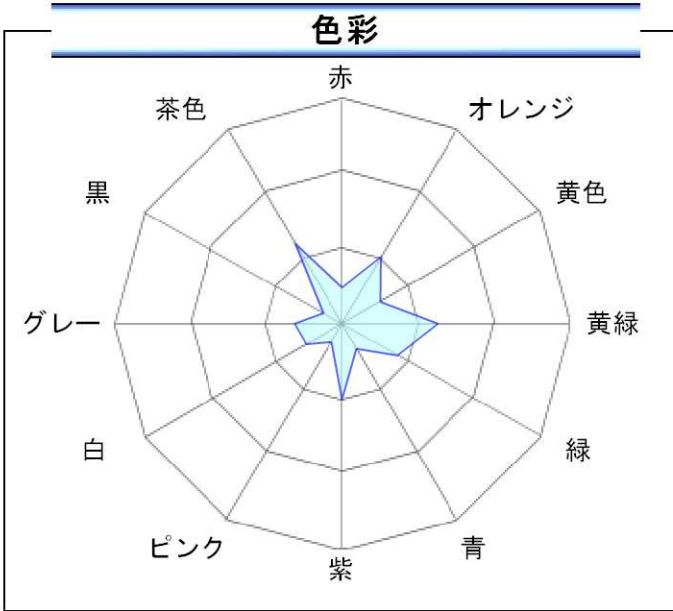 色彩
赤
オレンジ
黄色
黄緑
緑
青
紫
ピンク
白
グレー
黒
茶色